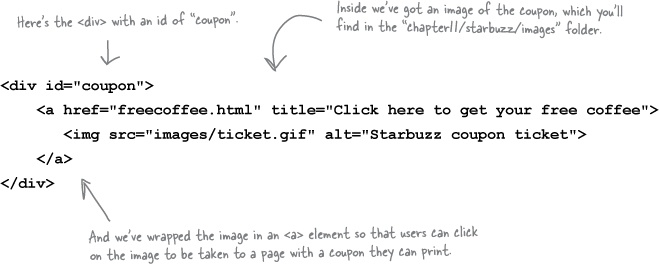 Here's the <div> with an id of "coupon".
Inside we've got an image of the coupon, which you'll
find in the "chapter11/starbuzz/images" folder.
<div id="coupon">
<a href="freecoffee.html" title="Click here to get your free coffee">
<img src="images/ticket.gif" alt="Starbuzz coupon ticket">
</a>
</div>
And we've wrapped the image in an <a> element so that users can click
on the image to be taken to a page with a coupon they can print.